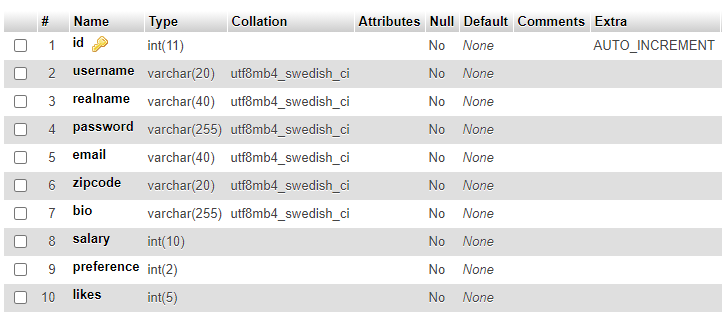 # Name Type Collation Attributes Null Default Comments Extra
1 id int(11) No None AUTO_INCREMENT
2 username varchar(20) utf8mb4_swedish_ci No None
3 realname varchar(40) utf8mb4_swedish_ci No None
4 password varchar(255) utf8mb4_swedish_ci No None
5 email varchar(40) utf8mb4_swedish_ci No None
6 zipcode varchar(20) utf8mb4_swedish_ci No None
7 bio varchar(255) utf8mb4_swedish_ci No None
8 salary int(10) No None
9 preference int(2) No None
10 likes int(5) No None